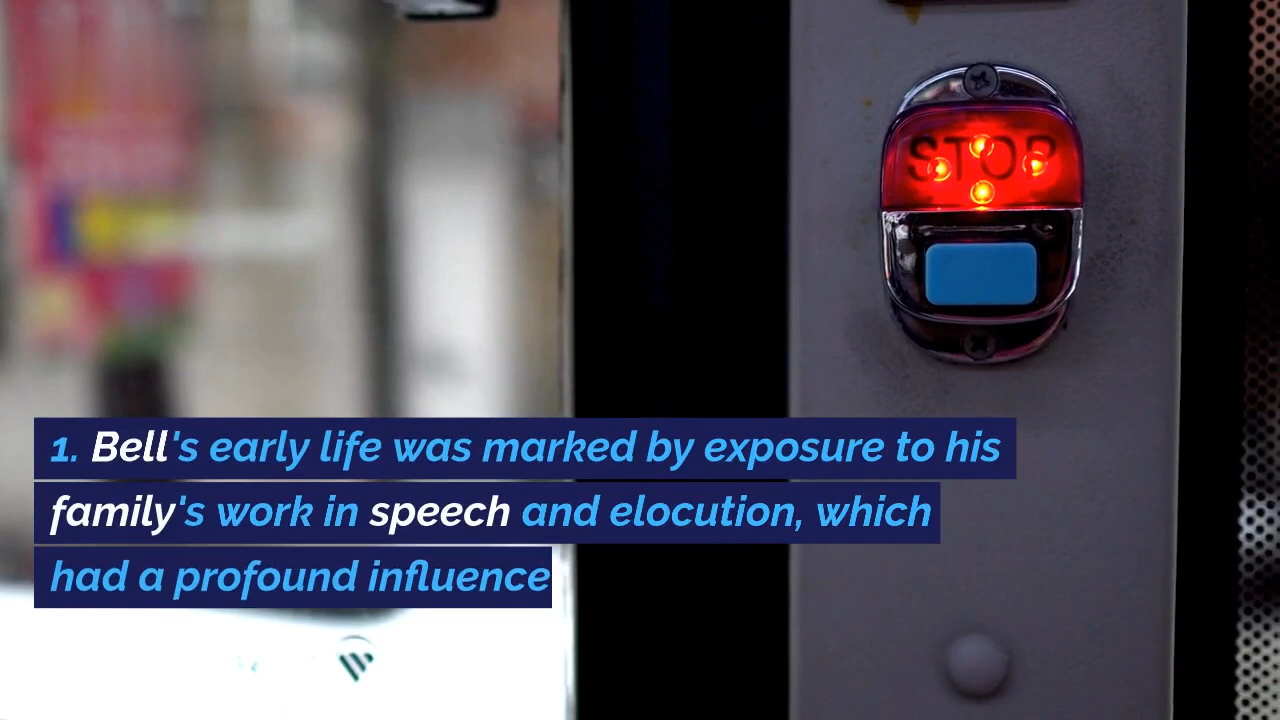 STOP
1. Bell's early life was marked by exposure to his
family's work in speech and elocution, which
had a profound influence